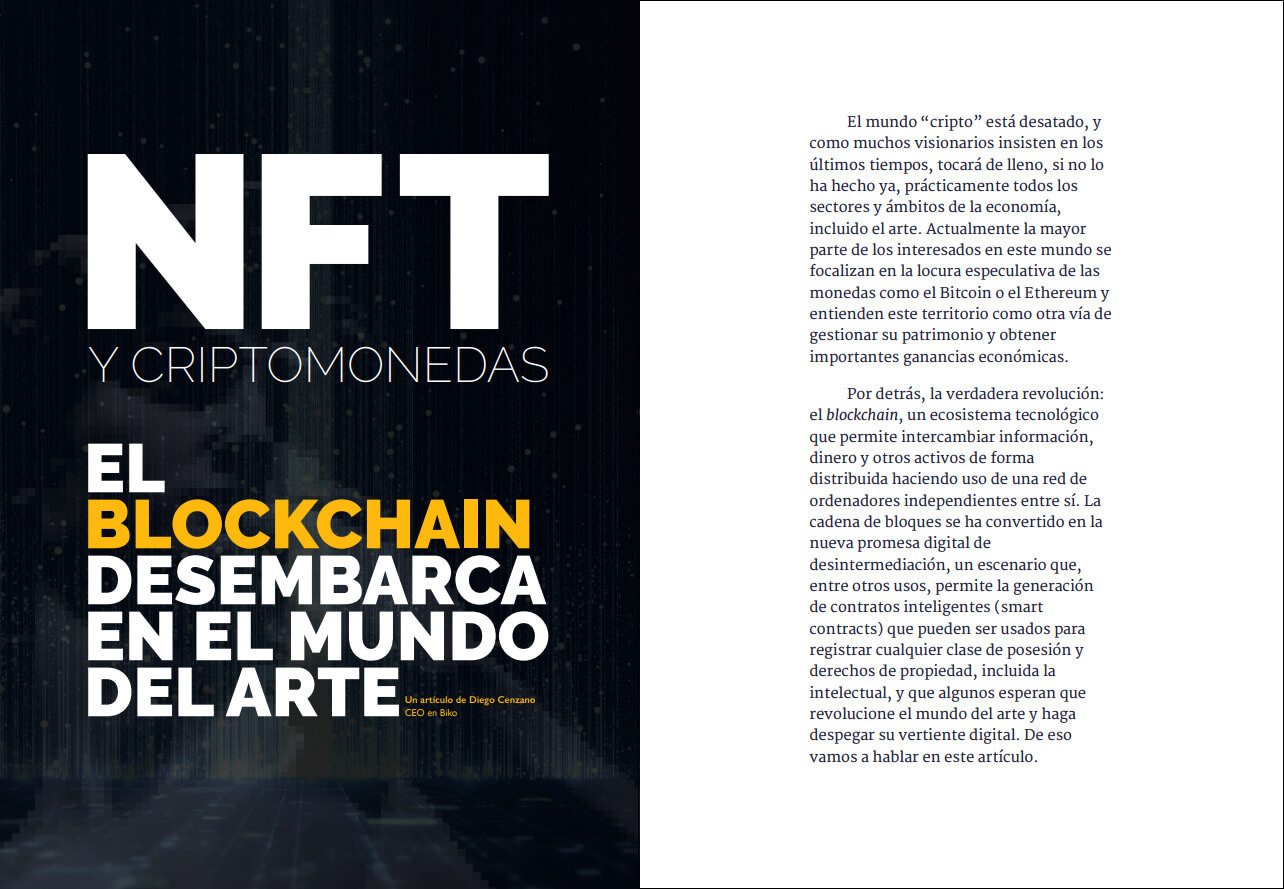 NFT
Y CRIPTOMONEDAS
EL
BLOCKCHAIN
DESEMBARCA
EN EL MUNDO
DEL ARTE
Un artículo de Diego Cenzano
CEO en Biko
El mundo “cripto” está desatado, y
como muchos visionarios insisten en los
últimos tiempos, tocará de lleno, si no lo
ha hecho ya, prácticamente todos los
sectores y ámbitos de la economía,
incluido el arte. Actualmente la mayor
parte de los interesados en este mundo se
focalizan en la locura especulativa de las
monedas como el Bitcoin o el Ethereum y
entienden este territorio como otra vía de
gestionar su patrimonio y obtener
importantes ganancias económicas.
Por detrás, la verdadera revolución:
el blockchain, un ecosistema tecnológico
que permite intercambiar información,
dinero y otros activos de forma
distribuida haciendo uso de una red de
ordenadores independientes entre sí. La
cadena de bloques se ha convertido en la
nueva promesa digital de
desintermediación, un escenario que,
entre otros usos, permite la generación
de contratos inteligentes (smart
contracts) que pueden ser usados para
registrar cualquier clase de posesión y
derechos de propiedad, incluida la
intelectual, y que algunos esperan que
revolucione el mundo del arte y haga
despegar su vertiente digital. De eso
vamos a hablar en este artículo.